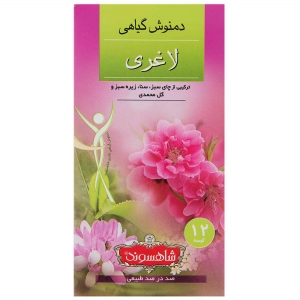 دمنوش گیاهی
لاغری
ترکیبی از چای سبز، سنا، زیره سبز و
گل محمدی
۱۲
شاهسوند
صد در صد طبیعی